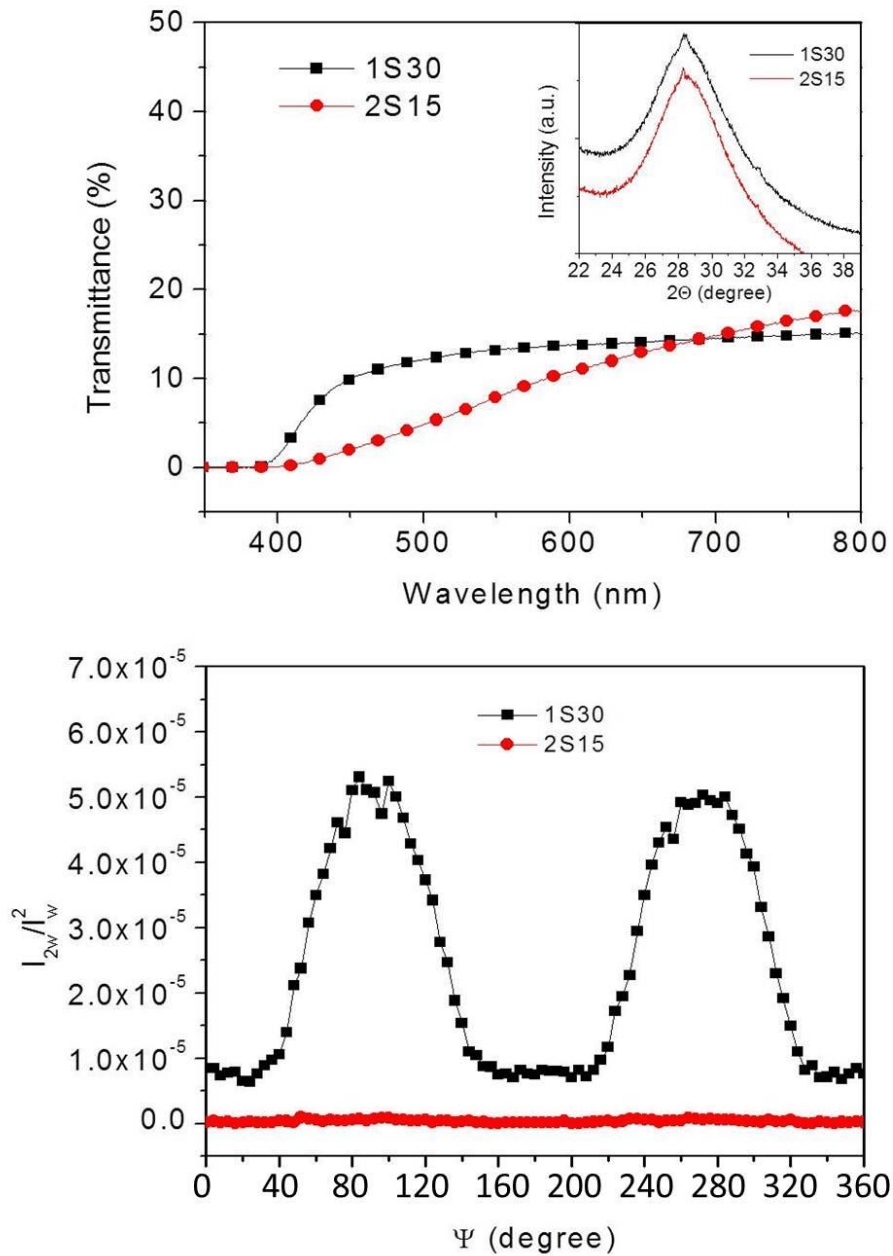 50
40
30
20
10
0
Transmittance (%)
1S30
2S15
400
500
600
700
800
Wavelength (nm)
Intensity (a.u.)
1S30
2S15
22 24 26 28 30 32 34 36 38
2Θ (degree)
7.0x10-5
6.0x10-5
5.0x10-5
4.0x10-5
3.0x10-5
2.0x10-5
1.0x10-5
0.0
I2w/I2w
1S30
2S15
0 40 80 120 160 200 240 280 320 360
Ψ (degree)